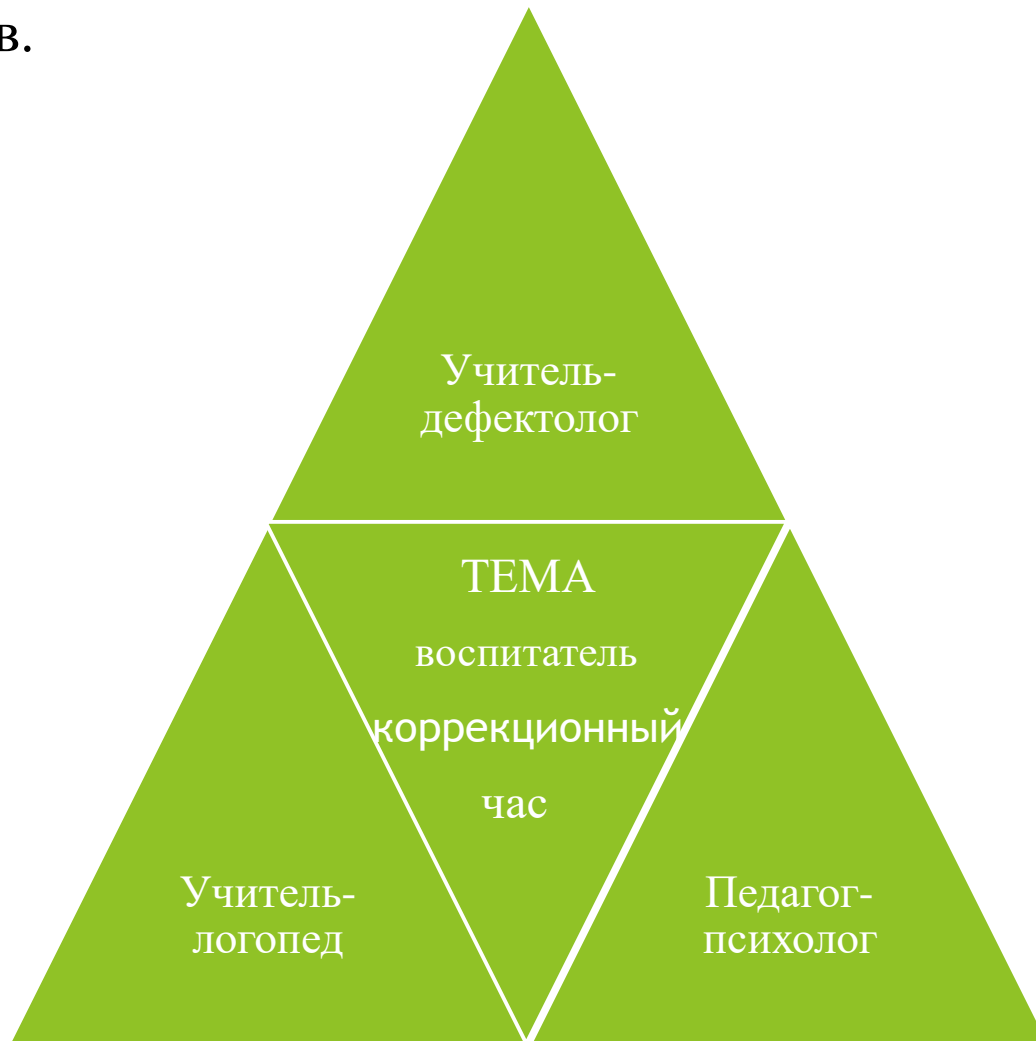 в.
Учитель-
дефектолог
ТЕМА
воспитатель
коррекционный
час
Учитель-
логопед
Педагог-
психолог